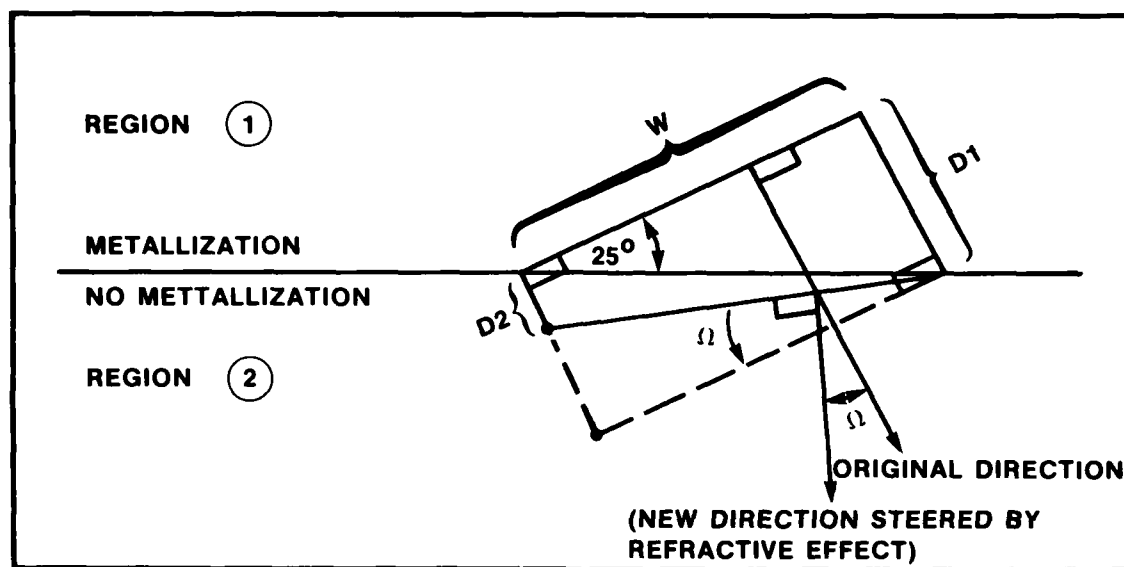 REGION 1
W
D1
METALLIZATION
25°
NO METTALLIZATION
D2
Ω
REGION 2
Ω
ORIGINAL DIRECTION
(NEW DIRECTION STEERED BY
REFRACTIVE EFFECT)